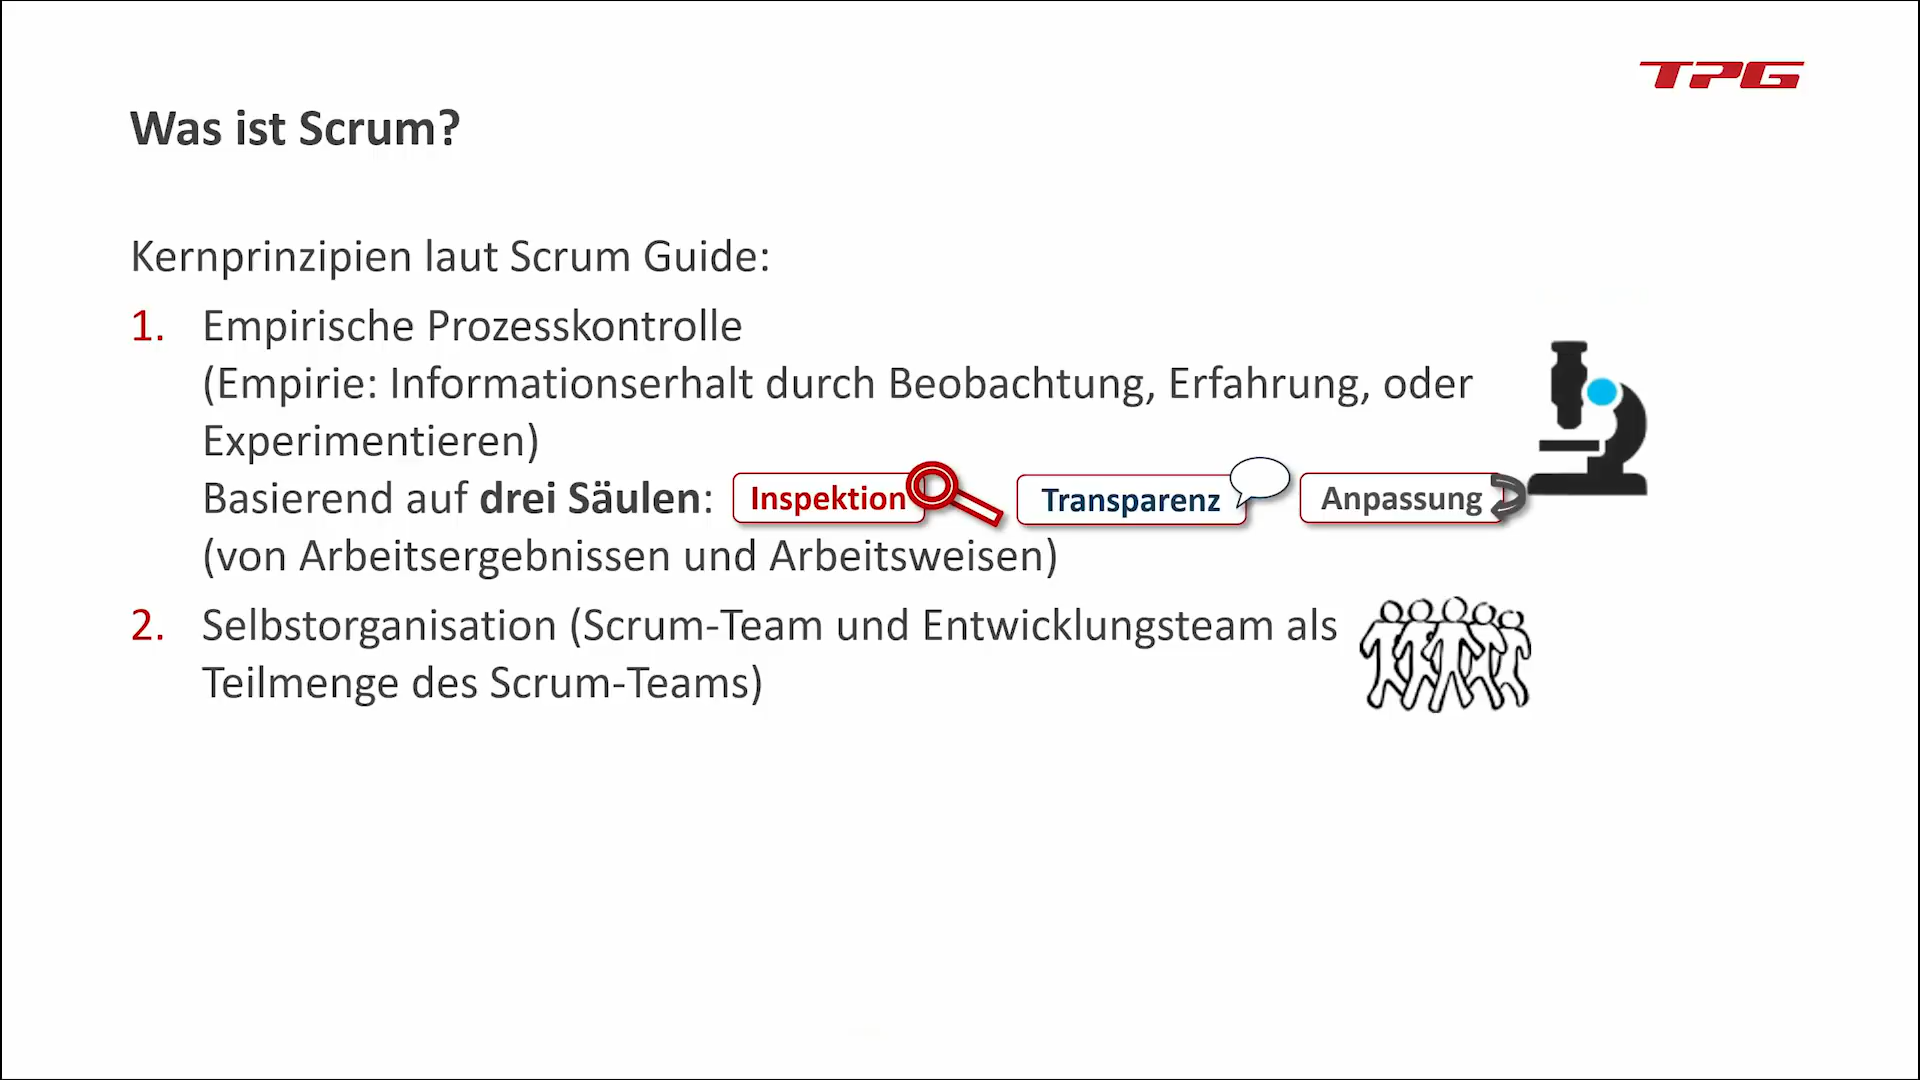 TPG
Was ist Scrum?
Kernprinzipien laut Scrum Guide:
1. Empirische Prozesskontrolle
(Empirie: Informationserhalt durch Beobachtung, Erfahrung, oder
Experimentieren)
Basierend auf drei Säulen: Inspektion Transparenz Anpassung
(von Arbeitsergebnissen und Arbeitsweisen)
2. Selbstorganisation (Scrum-Team und Entwicklungsteam als
Teilmenge des Scrum-Teams)